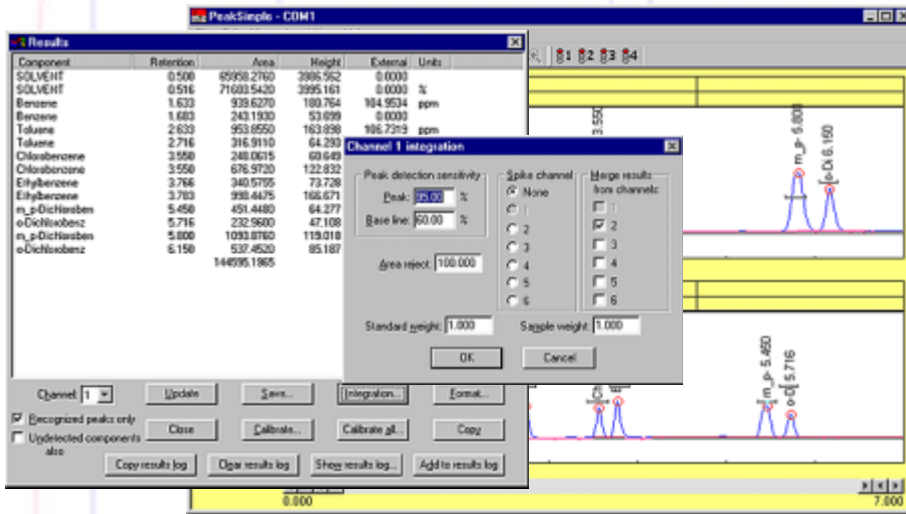 PeakSimple - COM1
1 2 3 4
Results
Component Retention Area Height External Units
SOLVENT 0.500 65958.2760 3986.562 0.0000
SOLVENT 0.516 71603.5420 3995.161 0.0000 %
Benzene 1.633 939.6270 180.764 104.9534 ppm
Benzene 1.683 243.1930 53.699 0.0000
Toluene 2.633 953.8550 163.898 106.7319 ppm
Toluene 2.716 316.9110 64.293
Chlorobenzene 3.550 248.0615 60.649
Chlorobenzene 3.550 676.9720 122.832
Ethylbenzene 3.766 340.5755 73.728
Ethylbenzene 3.783 998.4475 166.671
m_p-Dichloroben 5.450 451.4480 64.277
o-Dichlorobenz 5.716 232.9600 47.108
m_p-Dichloroben 5.800 1093.8760 119.018
o-Dichlorobenz 6.150 537.4520 85.187
144595.1965
Channel 1 integration
Peak detection sensitivity
Peak: 95.00 %
Base line: 60.00 %
Area reject: 100.000
Spike channel
None
1
2
3
4
5
6
Merge results
from channels:
1
2
3
4
5
6
Standard weight: 1.000 Sample weight: 1.000
OK Cancel
3.550
m_p- 5.800
o-Di 6.150
m_p- 5.450
o-D 5.716
Channel 1 Update Save... Integration... Format...
Recognized peaks only
Undetected components
also
Close Calibrate... Calibrate all... Copy
Copy results log Clear results log Show results log... Add to results log
0.000 7.000